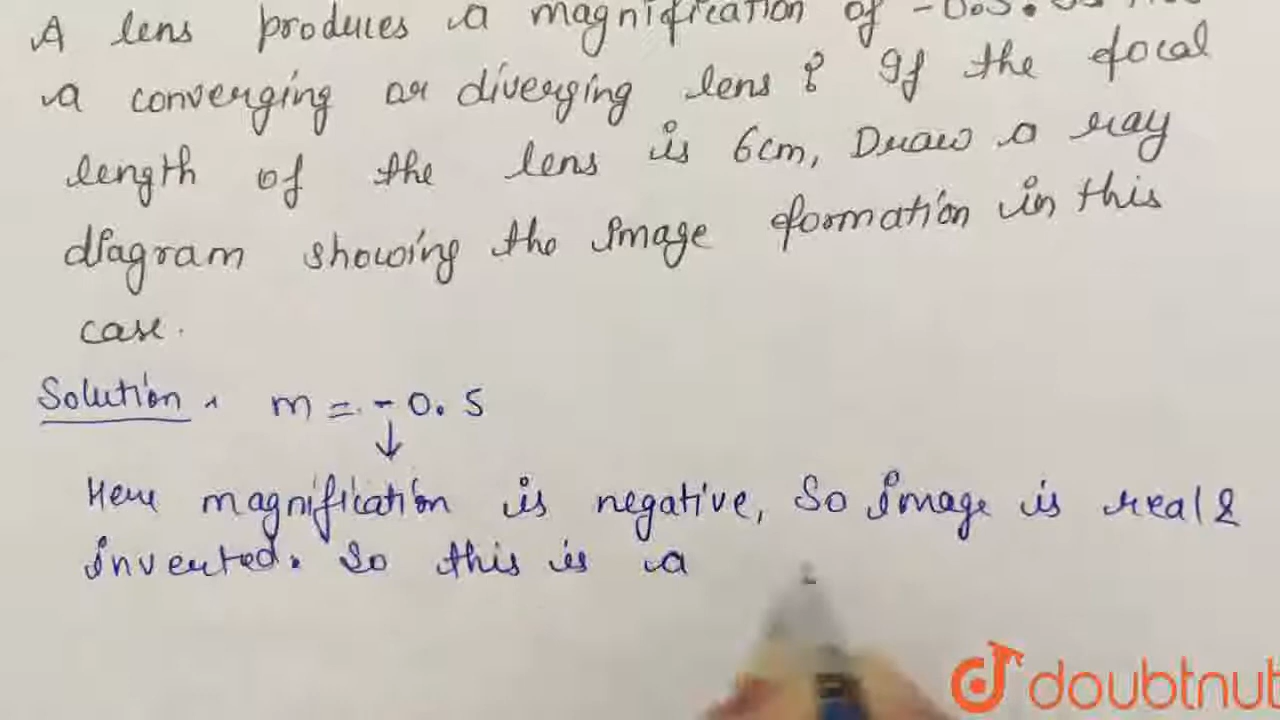 A lens produces a magnification of -0.5.
a converging or diverging lens ? If the focal
length of the lens is 6cm, Draw a ray
diagram showing the image formation in this
case.
Solution. m = - 0.5
↓
Here magnification is negative, So image is real &
inverted. So this is a
doubtnut